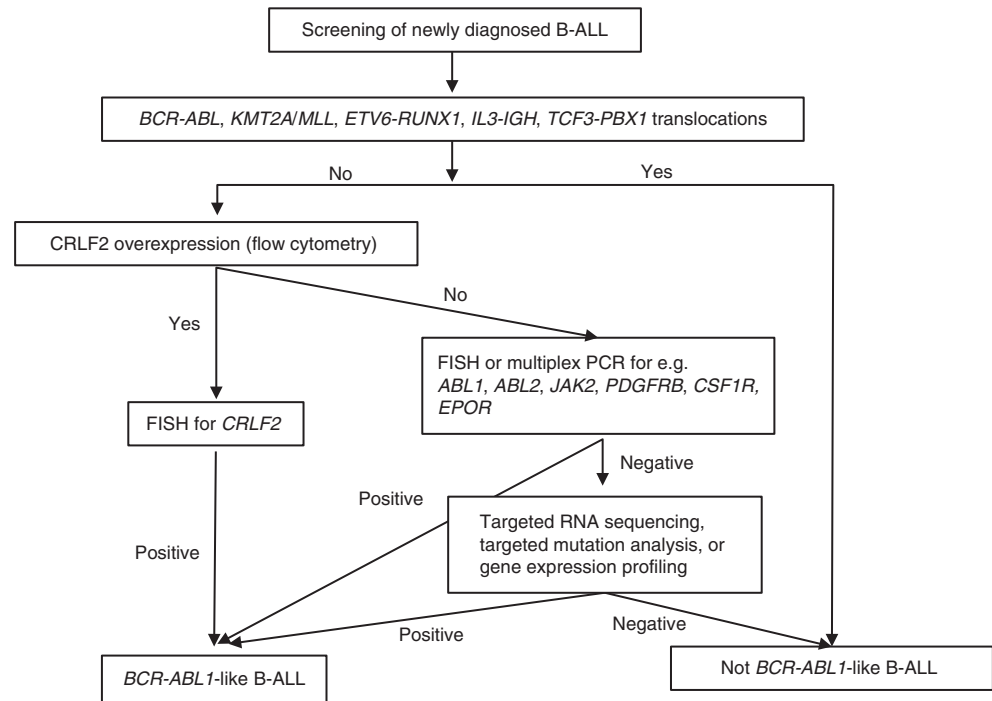 Screening of newly diagnosed B-ALL
BCR-ABL, KMT2A/MLL, ETV6-RUNX1, IL3-IGH, TCF3-PBX1 translocations
No
Yes
CRLF2 overexpression (flow cytometry)
No
Yes
FISH or multiplex PCR for e.g.
ABL1, ABL2, JAK2, PDGFRB, CSF1R,
EPOR
FISH for CRLF2
Negative
Positive
Targeted RNA sequencing,
targeted mutation analysis, or
gene expression profiling
Positive
Positive
Negative
BCR-ABL1-like B-ALL
Not BCR-ABL1-like B-ALL